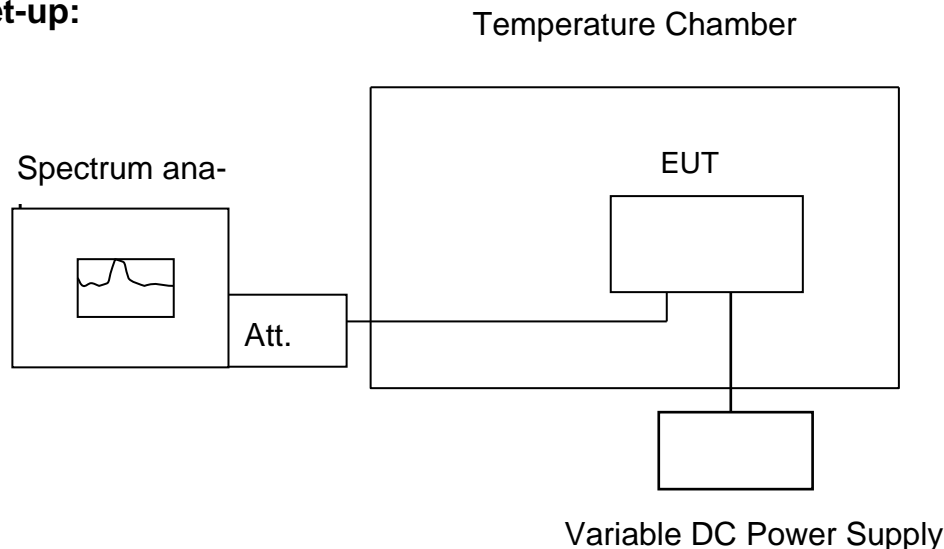 et-up:
Temperature Chamber
Spectrum ana-
EUT
Att.
Variable DC Power Supply